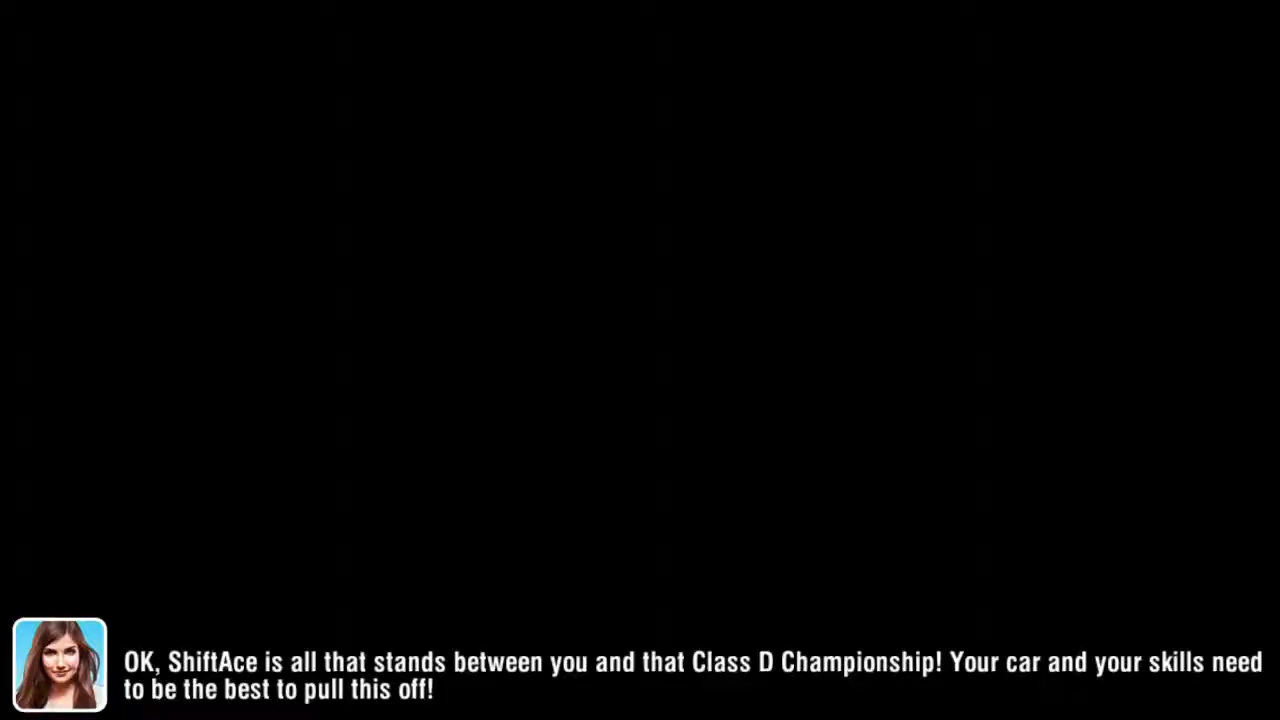 OK, ShiftAce is all that stands between you and that Class D Championship! Your car and your skills need
to be the best to pull this off!